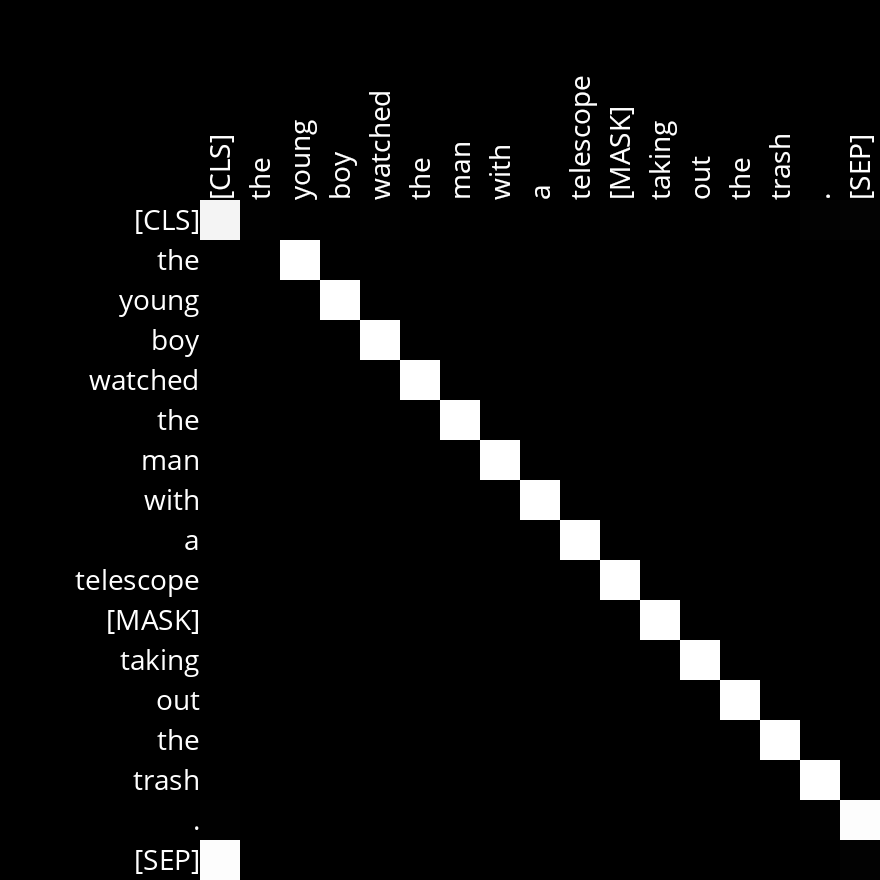 [CLS] the young boy watched the man with a telescope [MASK] taking out the trash . [SEP]
[CLS]
the
young
boy
watched
the
man
with
a
telescope
[MASK]
taking
out
the
trash
.
[SEP]